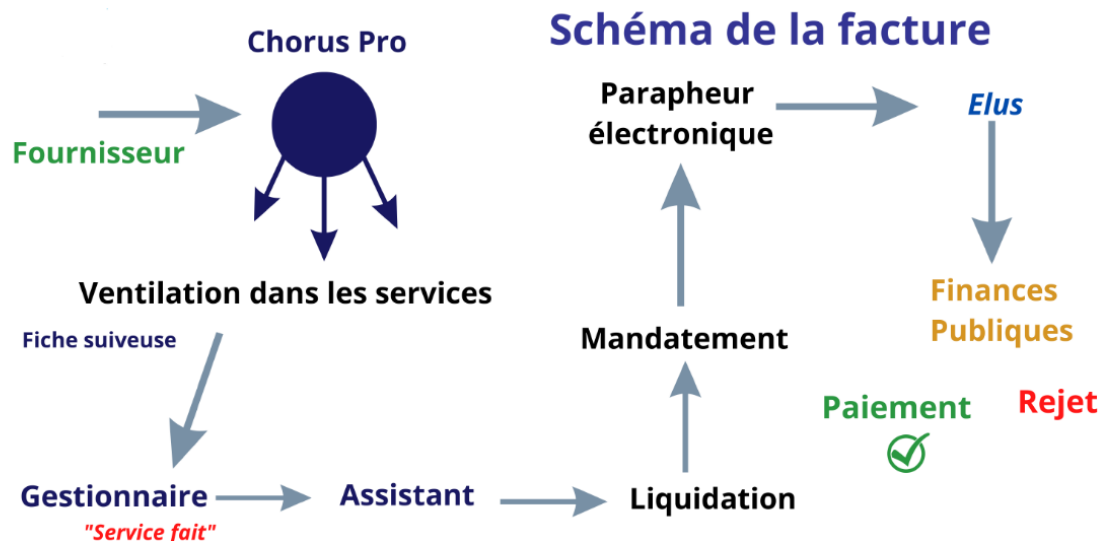 Schéma de la facture
Chorus Pro
Fournisseur
Ventilation dans les services
Fiche suiveuse
Gestionnaire
"Service fait"
Assistant
Liquidation
Mandatement
Parapheur
électronique
Elus
Finances
Publiques
Paiement
Rejet